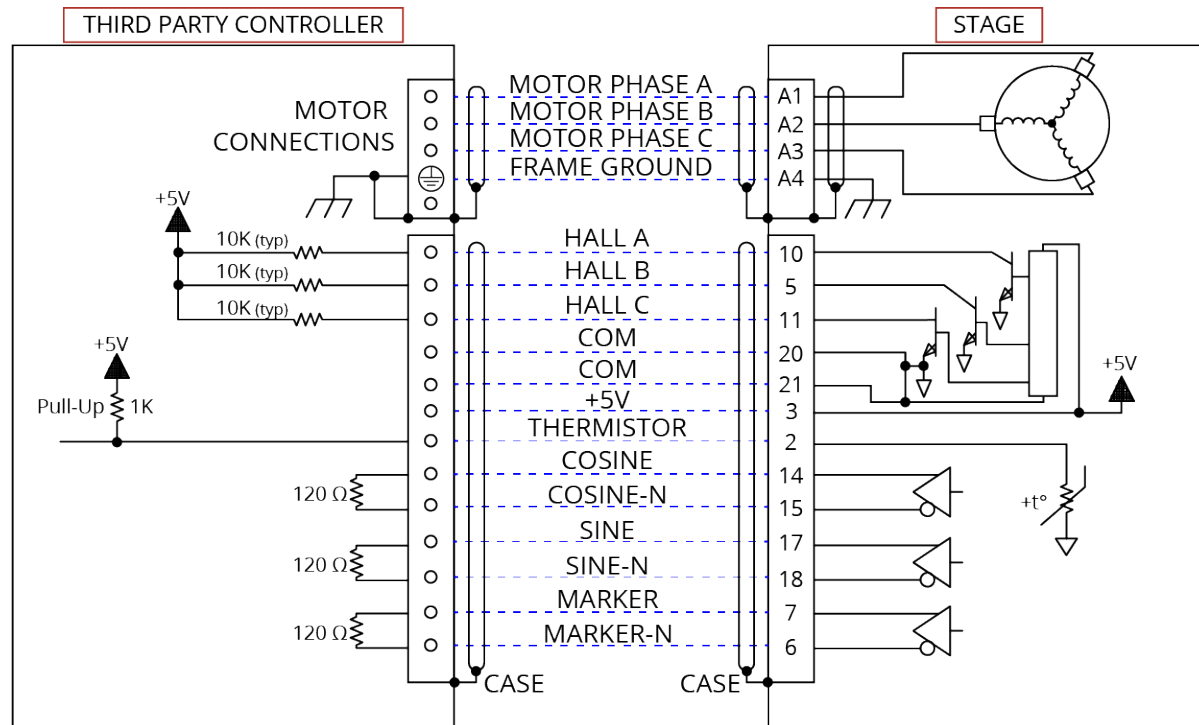 THIRD PARTY CONTROLLER
STAGE
MOTOR
CONNECTIONS
MOTOR PHASE A
MOTOR PHASE B
MOTOR PHASE C
FRAME GROUND
A1
A2
A3
A4
+5V
10K (typ)
10K (typ)
10K (typ)
HALL A
HALL B
HALL C
COM
COM
+5V
THERMISTOR
COSINE
COSINE-N
SINE
SINE-N
MARKER
MARKER-N
10
5
11
20
21
3
2
14
15
17
18
7
6
+5V
Pull-Up
1K
120 Ω
120 Ω
120 Ω
+5V
+t°
CASE
CASE